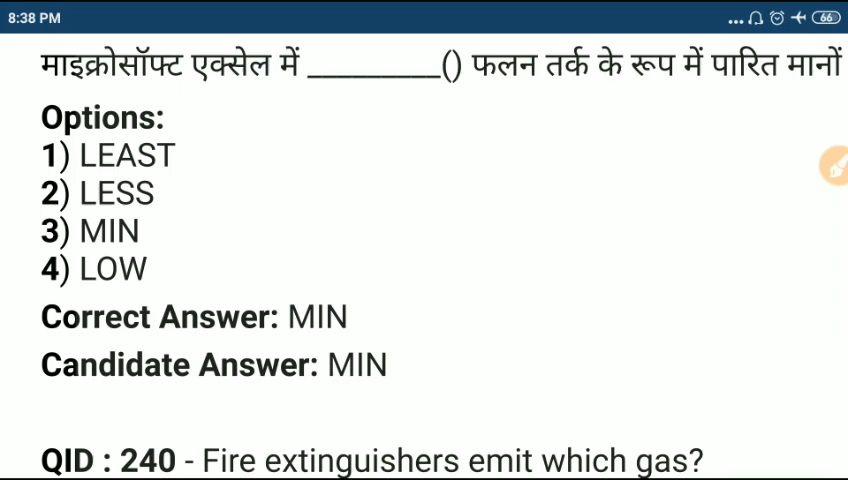 8:38 PM ... 66
माइक्रोसॉफ्ट एक्सेल में _________() फलन तर्क के रूप में पारित मानों
Options:
1) LEAST
2) LESS
3) MIN
4) LOW
Correct Answer: MIN
Candidate Answer: MIN
QID : 240 - Fire extinguishers emit which gas?